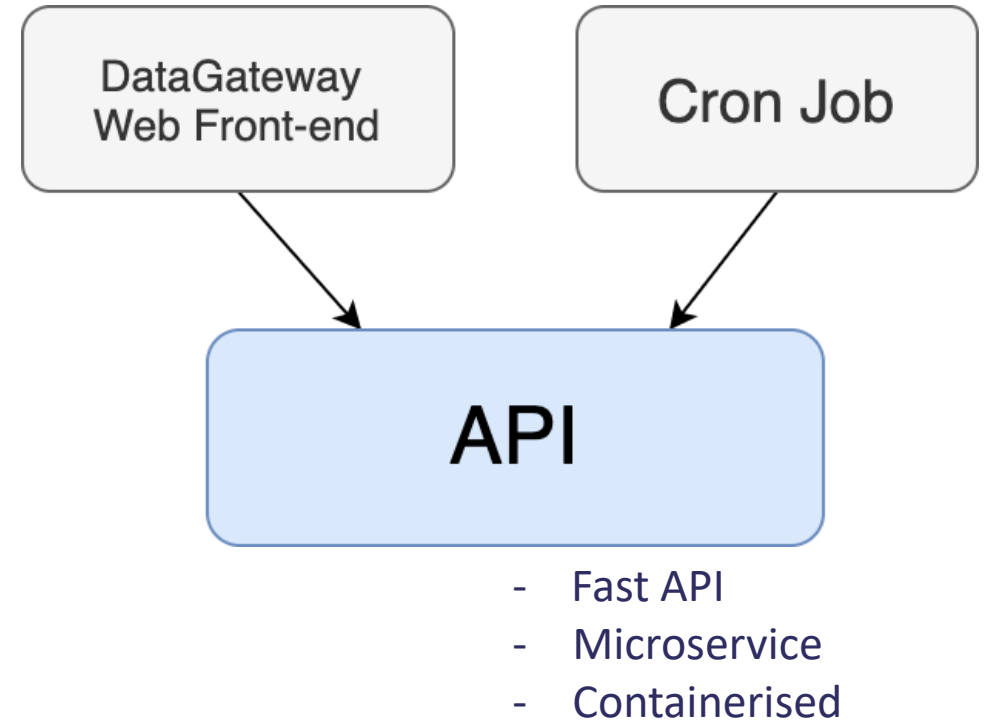 DataGateway
Web Front-end
Cron Job
API
- Fast API
- Microservice
- Containerised